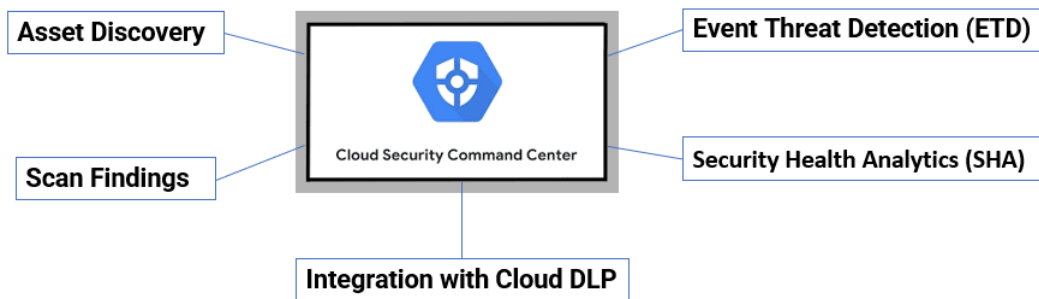 Asset Discovery
Event Threat Detection (ETD)
Cloud Security Command Center
Scan Findings
Security Health Analytics (SHA)
Integration with Cloud DLP